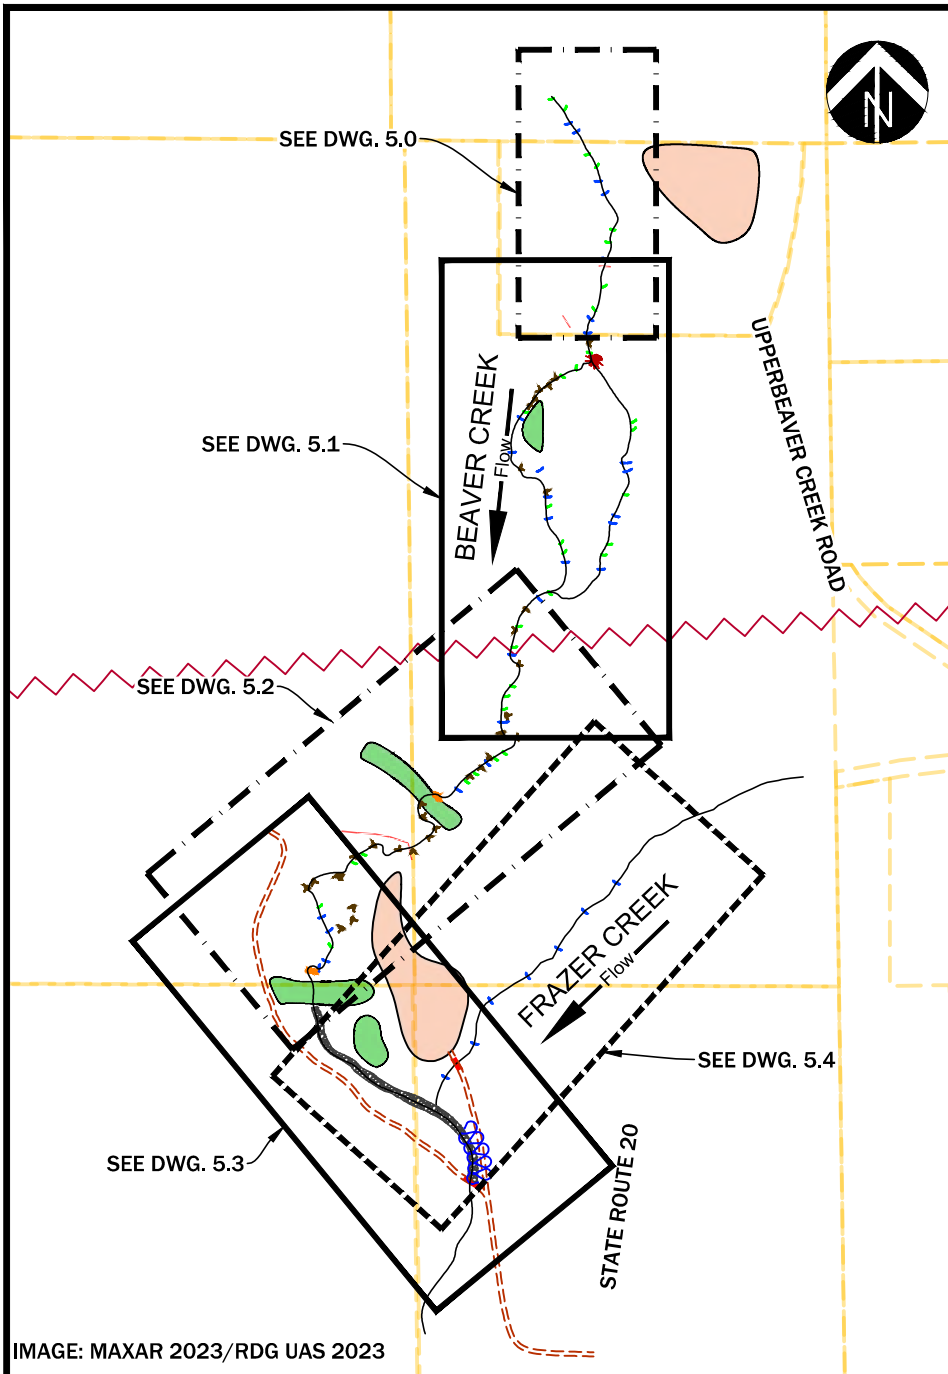 N
SEE DWG. 5.0
UPPERBEAVER CREEK ROAD
BEAVER CREEK
Flow
SEE DWG. 5.1
SEE DWG. 5.2
FRAZER CREEK
Flow
SEE DWG. 5.4
SEE DWG. 5.3
STATE ROUTE 20
IMAGE: MAXAR 2023/RDG UAS 2023